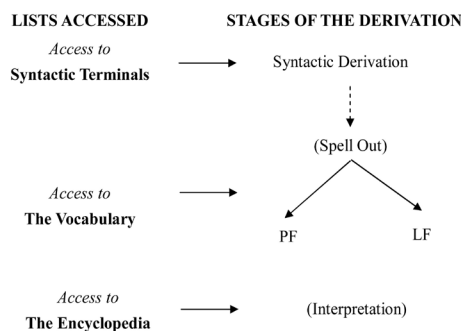 LISTS ACCESSED
STAGES OF THE DERIVATION
Access to
Syntactic Terminals
Syntactic Derivation
(Spell Out)
Access to
The Vocabulary
PF
LF
Access to
The Encyclopedia
(Interpretation)